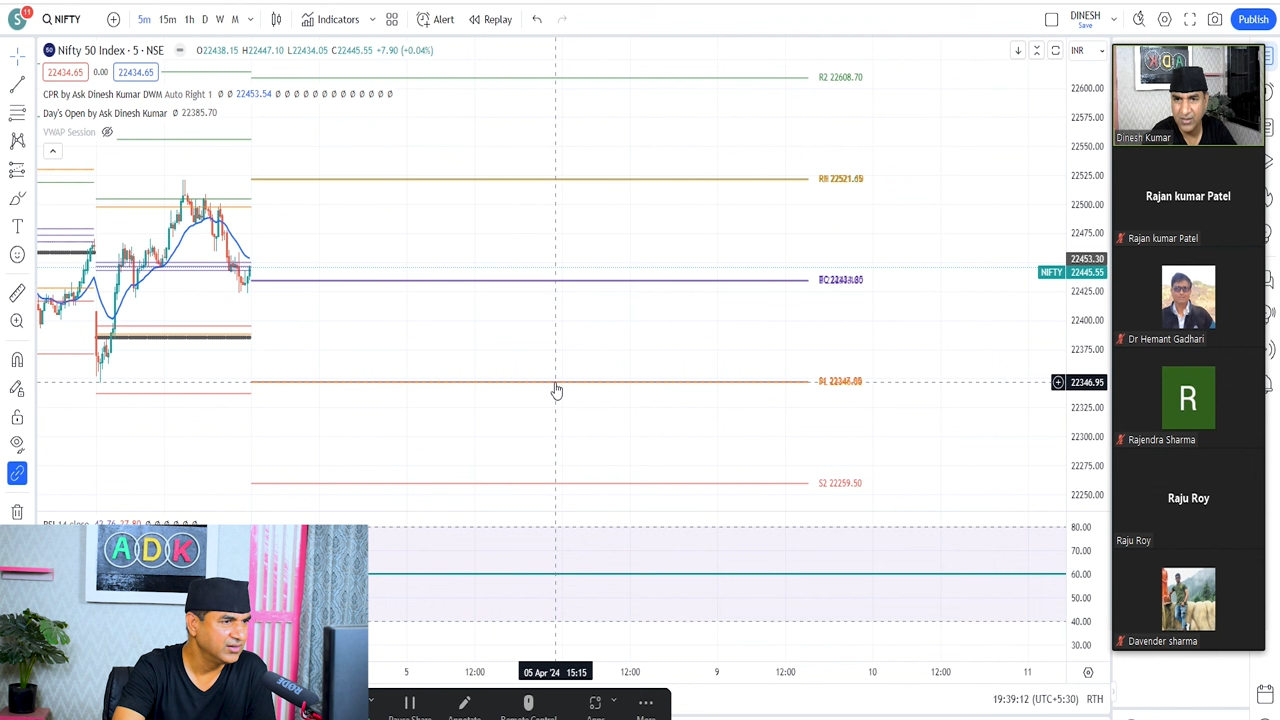 S
11
NIFTY
5m
15m
1h
D
W
M
Indicators
Alert
Replay
DINESH
Save
Publish
50
Nifty 50 Index · 5 · NSE
O22438.15 H22447.10 L22434.05 C22445.55 +7.90 (+0.04%)
INR
22434.65
0.00
22434.65
CPR by Ask Dinesh Kumar DWM Auto Right 1
22453.54
Day's Open by Ask Dinesh Kumar
22385.70
VWAP Session
R2 22608.70
S2 22259.50
22600.00
22575.00
22550.00
22525.00
22500.00
22475.00
22453.30
NIFTY
22445.55
22425.00
22400.00
22375.00
22346.95
22325.00
22300.00
22275.00
22250.00
80.00
70.00
60.00
50.00
40.00
30.00
ADK
5
12:00
05 Apr '24 15:15
12:00
9
12:00
10
12:00
11
19:39:12 (UTC+5:30)
RTH
RODE
ADK
Dinesh Kumar
Rajan kumar Patel
Rajan kumar Patel
Dr Hemant Gadhari
R
Rajendra Sharma
Raju Roy
Raju Roy
Davender sharma